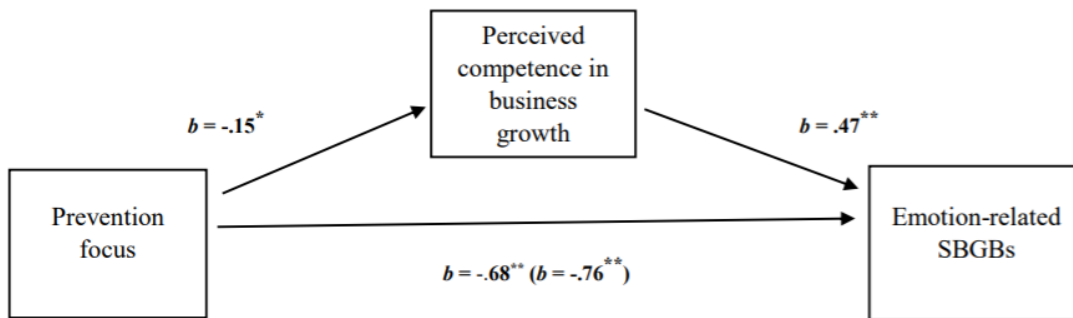 Perceived
competence in
business
growth
b = -.15*
b = .47**
Prevention
focus
Emotion-related
SBGBs
b = -.68** (b = -.76**)